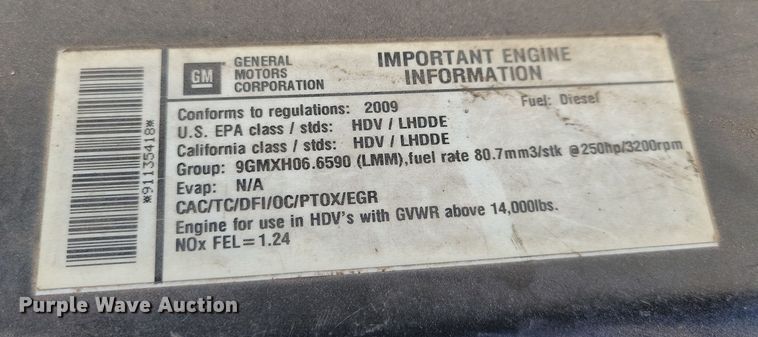 *91135418*
GM
GENERAL
MOTORS
CORPORATION
IMPORTANT ENGINE
INFORMATION
Conforms to regulations: 2009
Fuel: Diesel
U.S. EPA class / stds: HDV / LHDDE
California class / stds: HDV / LHDDE
Group: 9GMXH06.6590 (LMM),fuel rate 80.7mm3/stk @250hp/3200rpm
Evap: N/A
CAC/TC/DFI/OC/PTOX/EGR
Engine for use in HDV's with GVWR above 14,000lbs.
NOx FEL=1.24
Purple Wave Auction